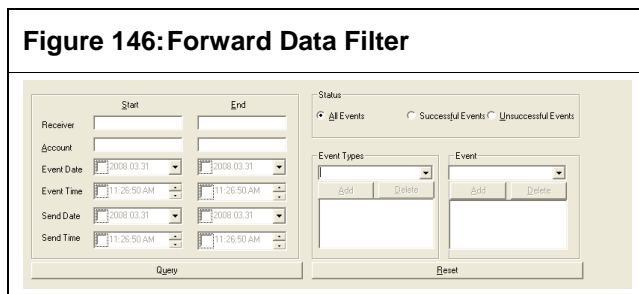 Figure 146:Forward Data Filter
Start End
Receiver
Account
Event Date 2008.03.31 2008.03.31
Event Time 11:26:50 AM 11:26:50 AM
Send Date 2008.03.31 2008.03.31
Send Time 11:26:50 AM 11:26:50 AM
Query
Status
All Events Successful Events Unsuccessful Events
Event Types Event
Add Delete Add Delete
Reset